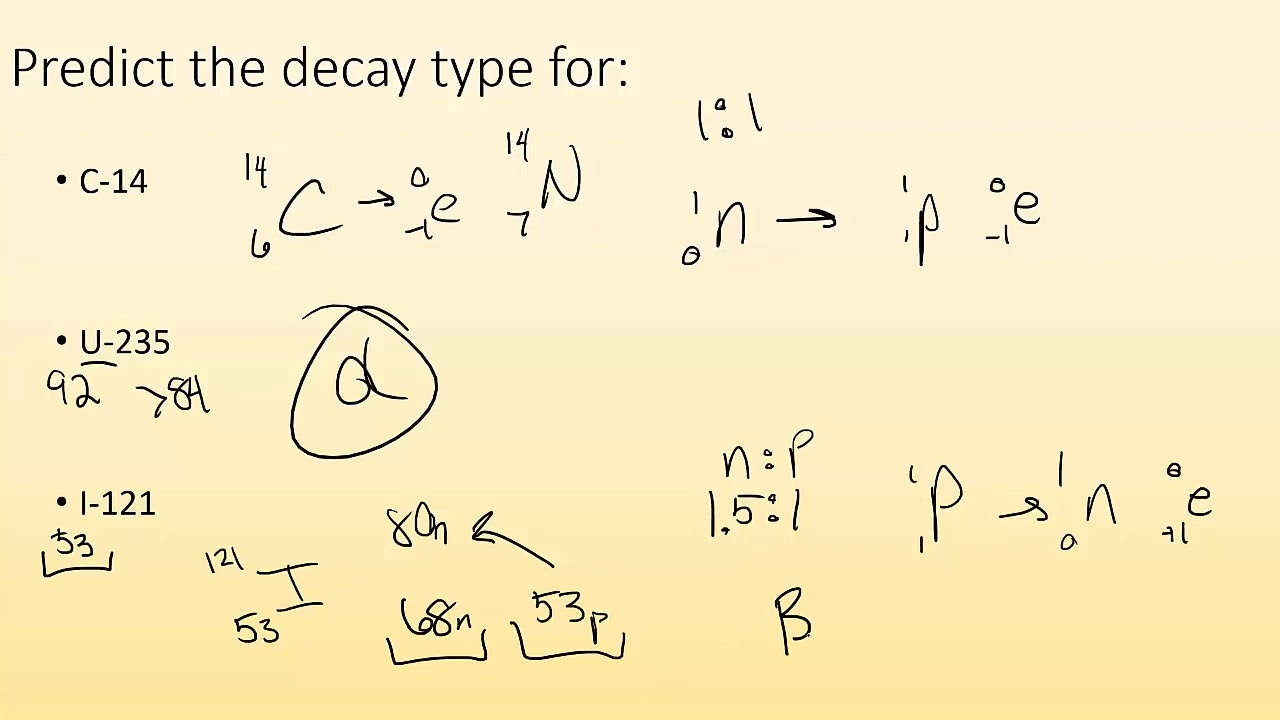 Predict the decay type for:
1:1
• C-14
14 6 C → 0 -1 e 14 7 N
1 0 n → 1 1 p 0 -1 e
• U-235
92 >84
α
n:p
1.5:1
1 1 p → 1 0 n 0 +1 e
• I-121
53
80n
121 53 I
68n 53p
β